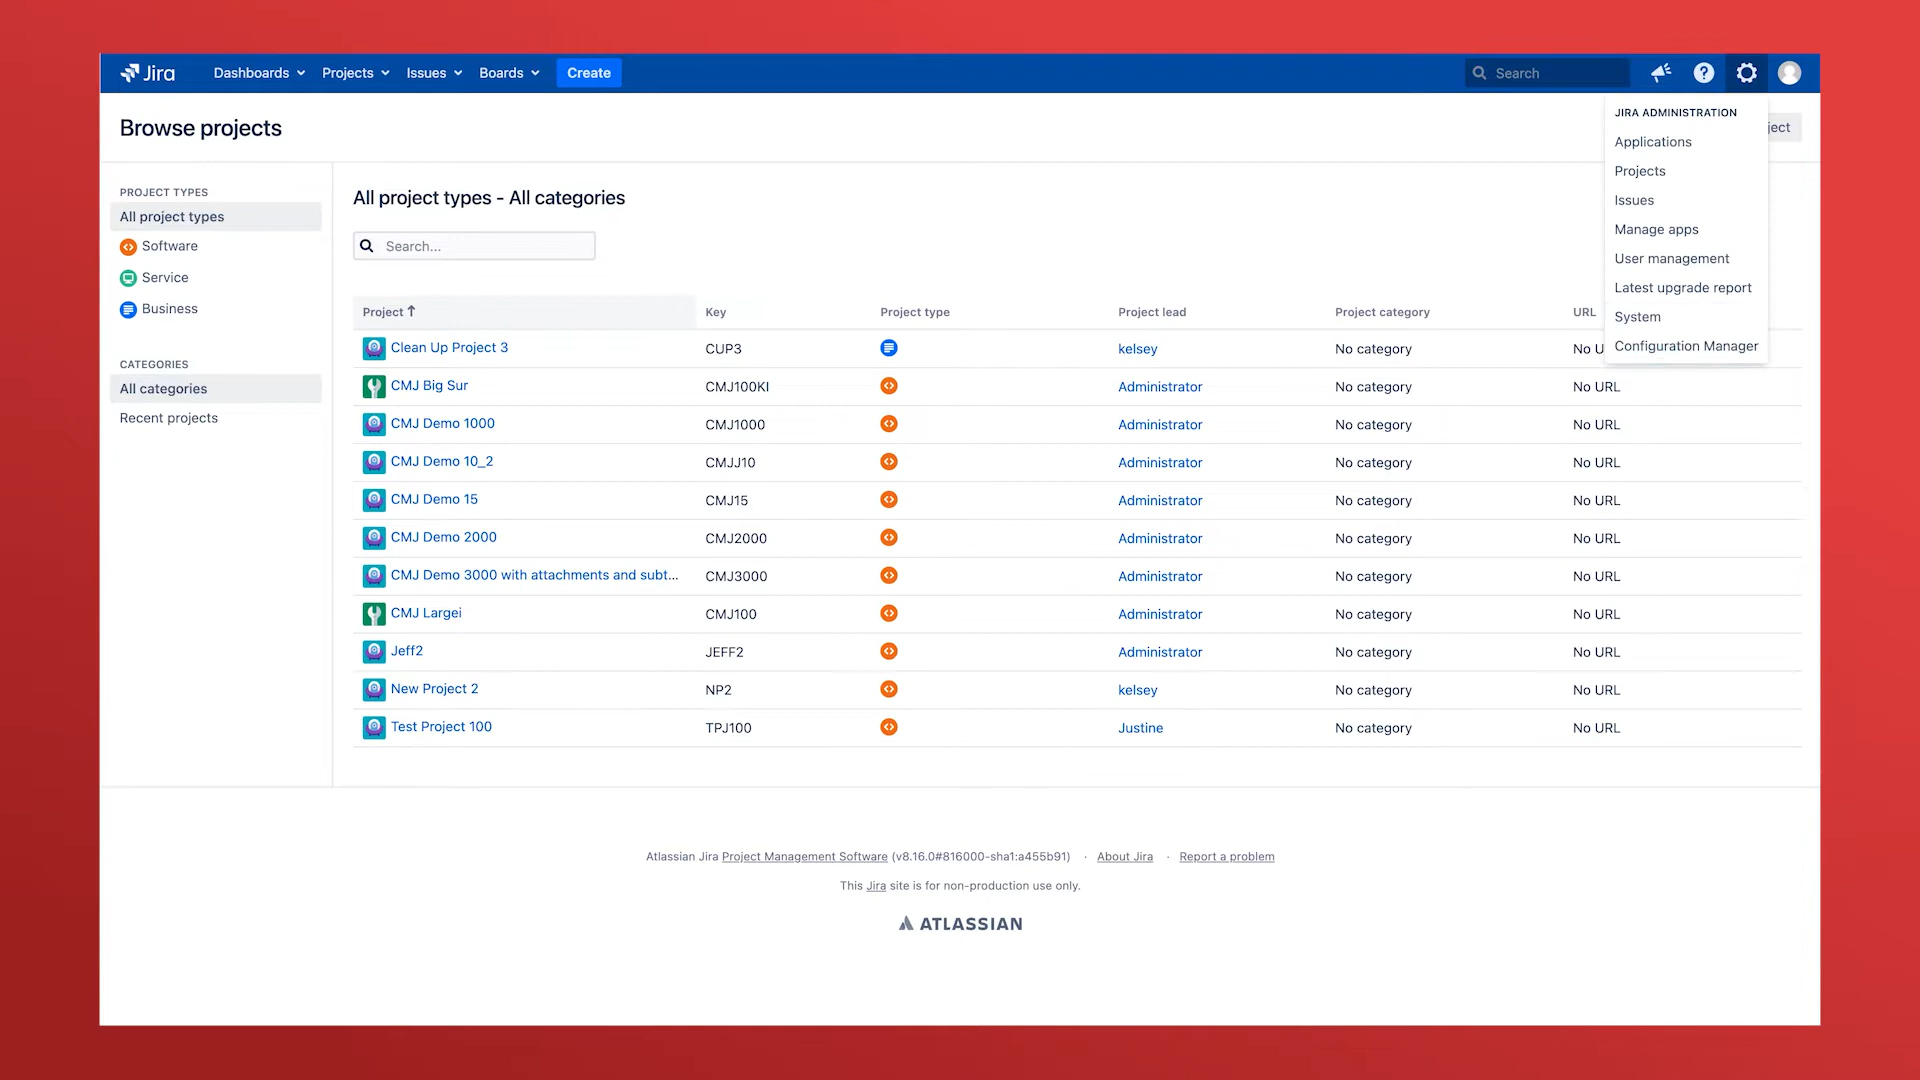 Jira
Dashboards Projects Issues Boards Create Search
Browse projects
JIRA ADMINISTRATION
Applications
Projects
Issues
Manage apps
User management
Latest upgrade report
System
Configuration Manager
PROJECT TYPES
All project types
Software
Service
Business
CATEGORIES
All categories
Recent projects
All project types - All categories
Search...
Project ↑ Key Project type Project lead Project category URL
Clean Up Project 3 CUP3 kelsey No category
CMJ Big Sur CMJ100KI Administrator No category No URL
CMJ Demo 1000 CMJ1000 Administrator No category No URL
CMJ Demo 10_2 CMJJ10 Administrator No category No URL
CMJ Demo 15 CMJ15 Administrator No category No URL
CMJ Demo 2000 CMJ2000 Administrator No category No URL
CMJ Demo 3000 with attachments and subt... CMJ3000 Administrator No category No URL
CMJ Largei CMJ100 Administrator No category No URL
Jeff2 JEFF2 Administrator No category No URL
New Project 2 NP2 kelsey No category No URL
Test Project 100 TPJ100 Justine No category No URL
Atlassian Jira Project Management Software (v8.16.0#816000-sha1:a455b91) · About Jira · Report a problem
This Jira site is for non-production use only.
ATLASSIAN